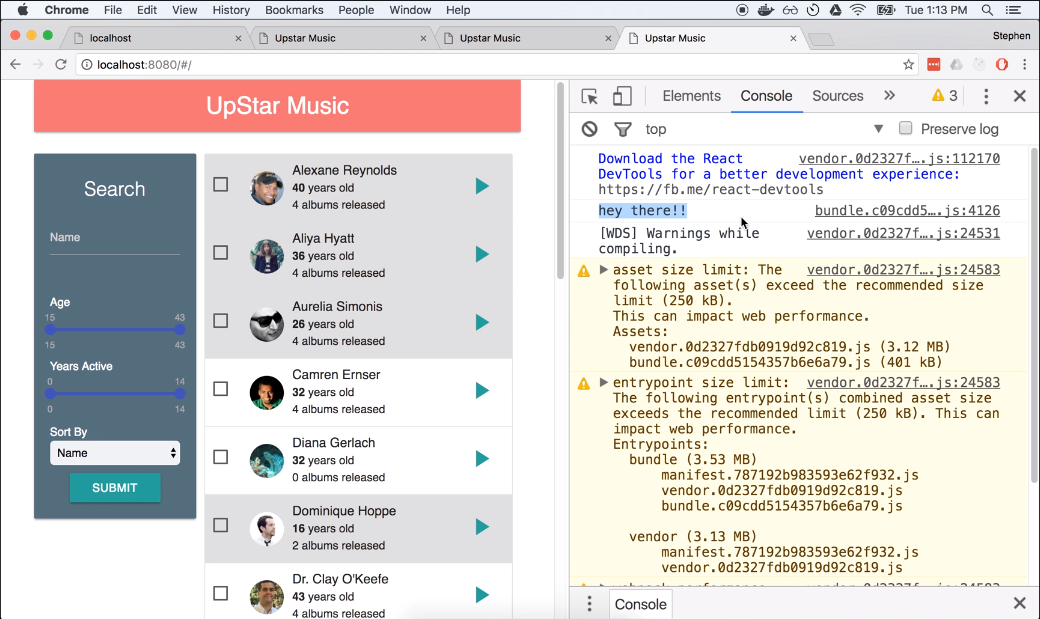 Chrome File Edit View History Bookmarks People Window Help Tue 1:13 PM
localhost Upstar Music Upstar Music Upstar Music Stephen
localhost:8080/#/
UpStar Music
Search
Name
Age
15 43
15 43
Years Active
0 14
0 14
Sort By
Name
SUBMIT
Alexane Reynolds
40 years old
4 albums released
Aliya Hyatt
36 years old
4 albums released
Aurelia Simonis
26 years old
4 albums released
Camren Ernser
32 years old
4 albums released
Diana Gerlach
32 years old
0 albums released
Dominique Hoppe
16 years old
2 albums released
Dr. Clay O'Keefe
43 years old
4 albums released
Elements Console Sources » 3
top Preserve log
Download the React vendor.0d2327f….js:112170
DevTools for a better development experience:
https://fb.me/react-devtools
hey there!! bundle.c09cdd5….js:4126
[WDS] Warnings while vendor.0d2327f….js:24531
compiling.
asset size limit: The vendor.0d2327f….js:24583
following asset(s) exceed the recommended size
limit (250 kB).
This can impact web performance.
Assets:
vendor.0d2327fdb0919d92c819.js (3.12 MB)
bundle.c09cdd5154357b6e6a79.js (401 kB)
entrypoint size limit: vendor.0d2327f….js:24583
The following entrypoint(s) combined asset size
exceeds the recommended limit (250 kB). This can
impact web performance.
Entrypoints:
bundle (3.53 MB)
manifest.787192b983593e62f932.js
vendor.0d2327fdb0919d92c819.js
bundle.c09cdd5154357b6e6a79.js
vendor (3.13 MB)
manifest.787192b983593e62f932.js
vendor.0d2327fdb0919d92c819.js
Console